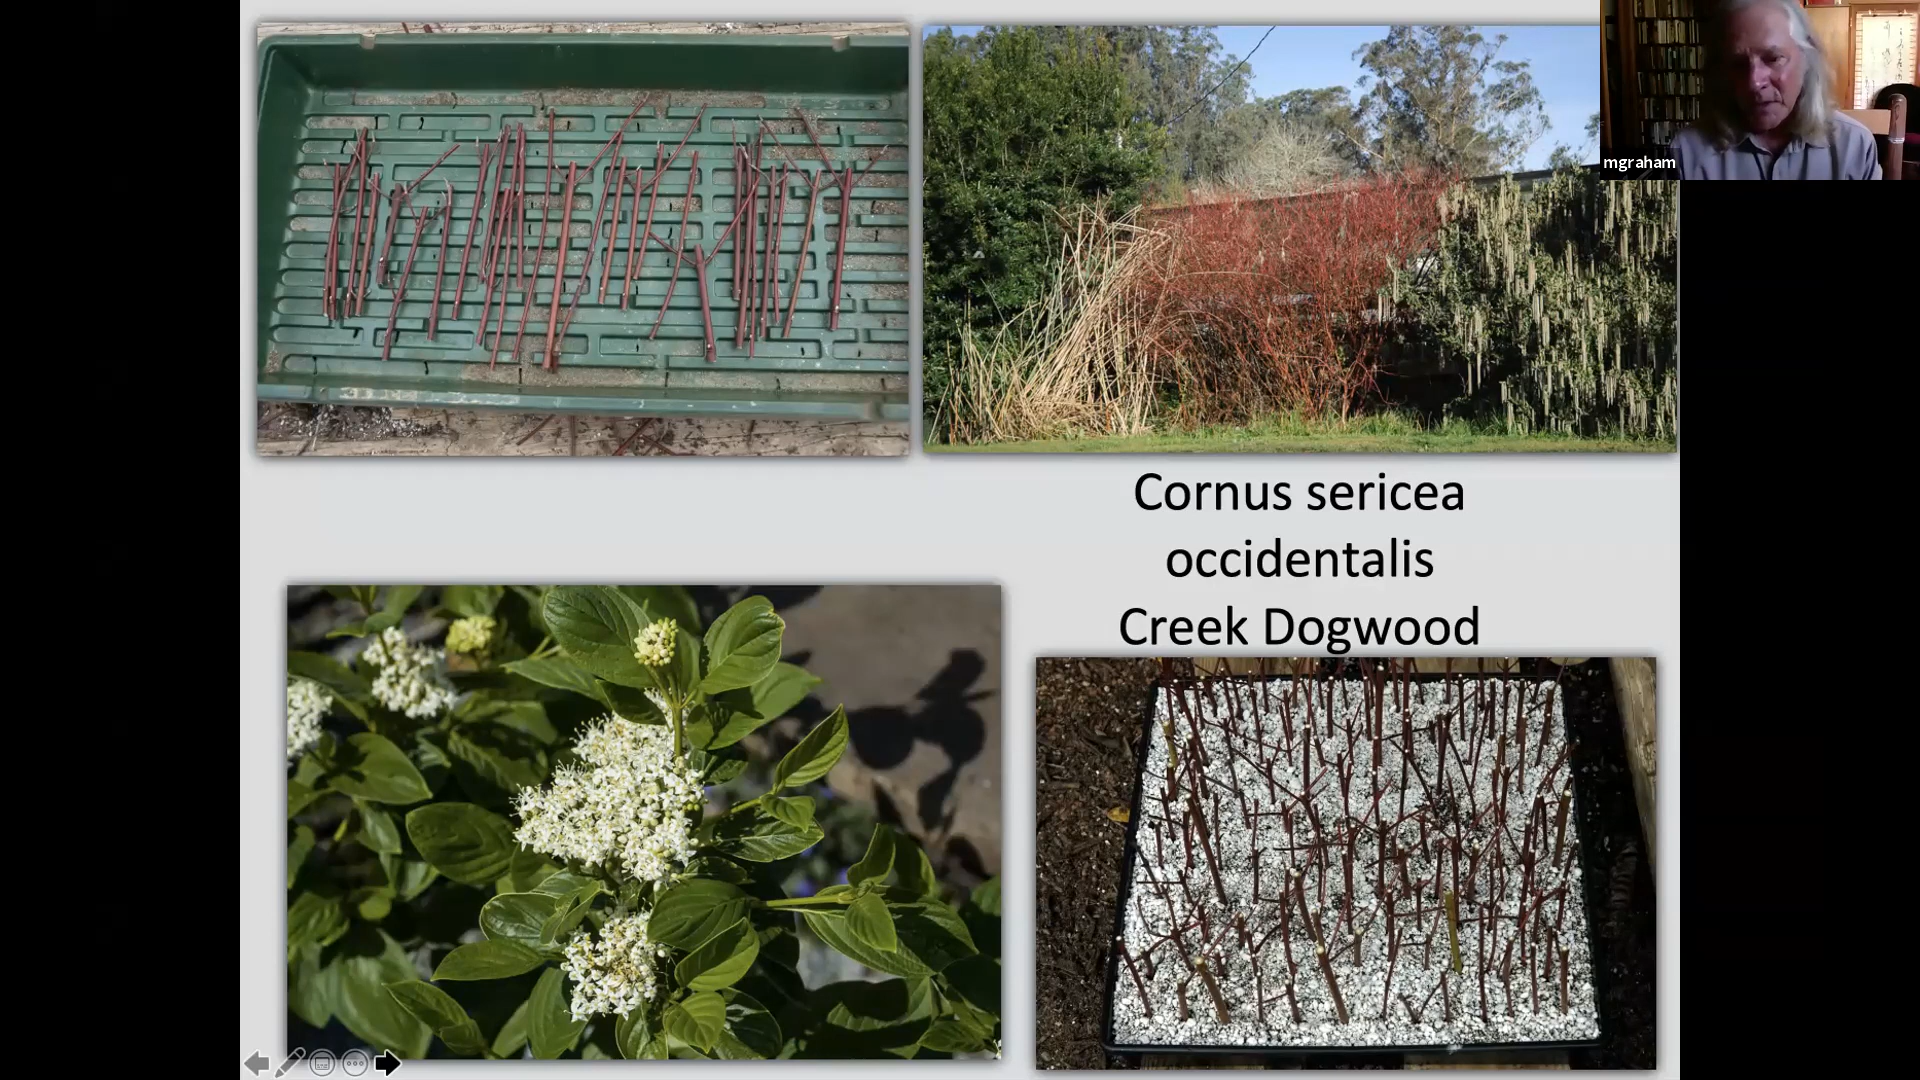 mgraham
Cornus sericea
occidentalis
Creek Dogwood